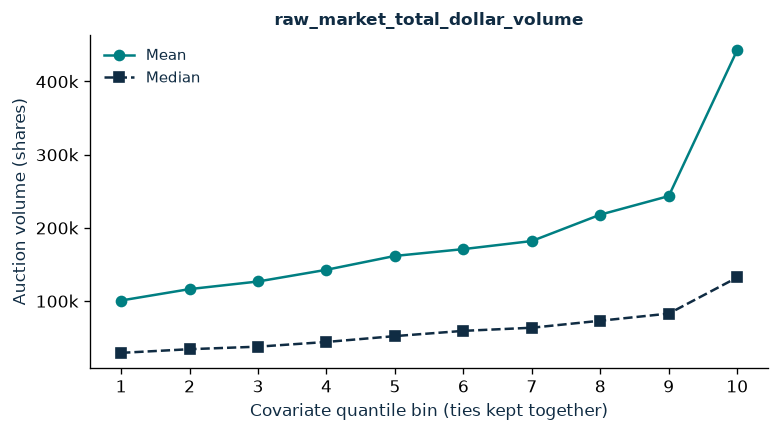 raw_market_total_dollar_volume
Mean
Median
Auction volume (shares)
400k
300k
200k
100k
1 2 3 4 5 6 7 8 9 10
Covariate quantile bin (ties kept together)